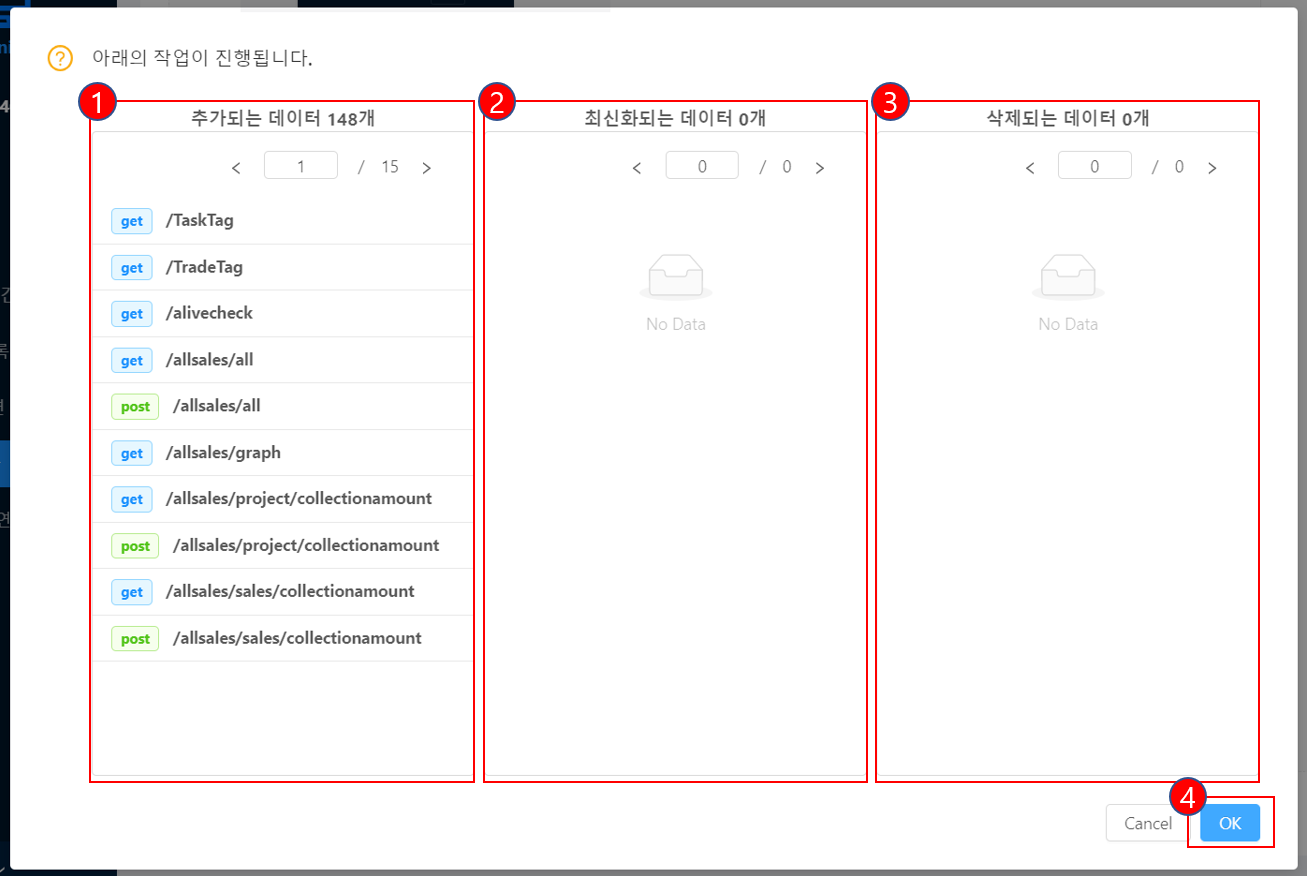 아래의 작업이 진행됩니다.
1
추가되는 데이터 148개
< 1 / 15 >
get /TaskTag
get /TradeTag
get /alivecheck
get /allsales/all
post /allsales/all
get /allsales/graph
get /allsales/project/collectionamount
post /allsales/project/collectionamount
get /allsales/sales/collectionamount
post /allsales/sales/collectionamount
2
최신화되는 데이터 0개
< 0 / 0 >
No Data
3
삭제되는 데이터 0개
< 0 / 0 >
No Data
4
Cancel
OK